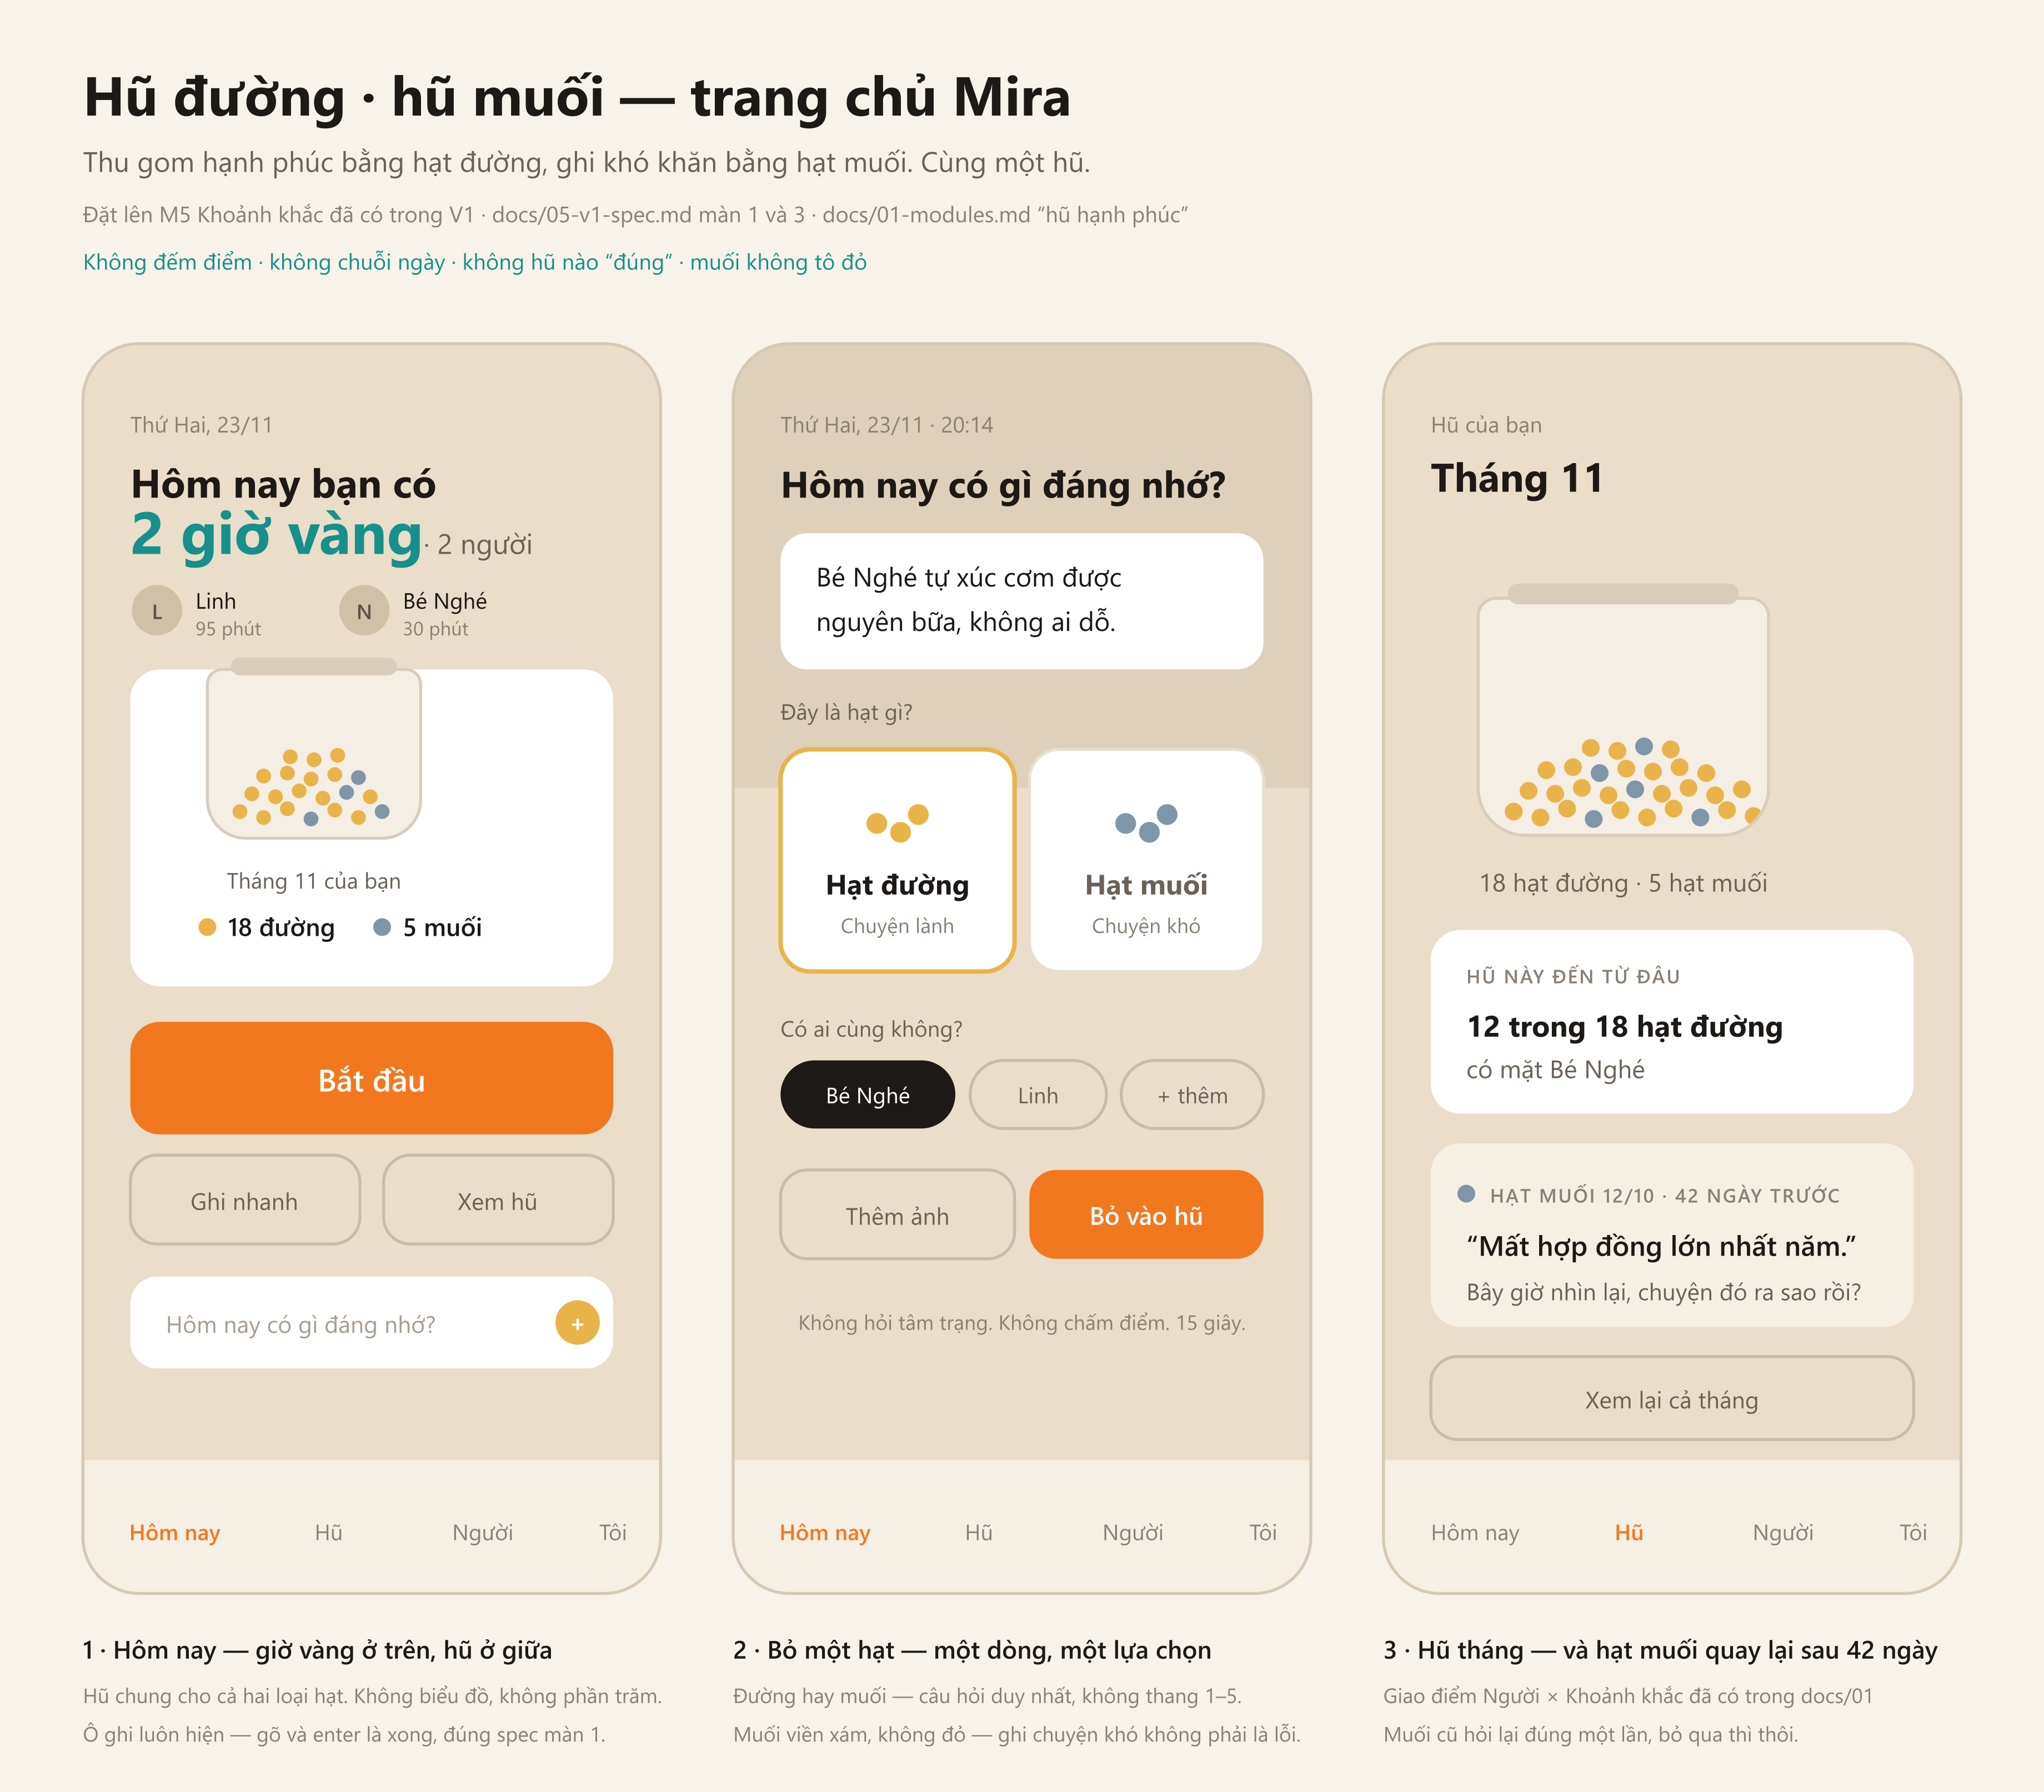 Hũ đường · hũ muối — trang chủ Mira
Thu gom hạnh phúc bằng hạt đường, ghi khó khăn bằng hạt muối. Cùng một hũ.
Đặt lên M5 Khoảnh khắc đã có trong V1 · docs/05-v1-spec.md màn 1 và 3 · docs/01-modules.md “hũ hạnh phúc”
Không đếm điểm · không chuỗi ngày · không hũ nào “đúng” · muối không tô đỏ
Thứ Hai, 23/11
Hôm nay bạn có
2 giờ vàng · 2 người
L
Linh
95 phút
N
Bé Nghé
30 phút
Tháng 11 của bạn
18 đường
5 muối
Bắt đầu
Ghi nhanh
Xem hũ
Hôm nay có gì đáng nhớ?
+
Hôm nay
Hũ
Người
Tôi
1 · Hôm nay — giờ vàng ở trên, hũ ở giữa
Hũ chung cho cả hai loại hạt. Không biểu đồ, không phần trăm.
Ô ghi luôn hiện — gõ và enter là xong, đúng spec màn 1.
Thứ Hai, 23/11 · 20:14
Hôm nay có gì đáng nhớ?
Bé Nghé tự xúc cơm được
nguyên bữa, không ai dỗ.
Đây là hạt gì?
Hạt đường
Chuyện lành
Hạt muối
Chuyện khó
Có ai cùng không?
Bé Nghé
Linh
+ thêm
Thêm ảnh
Bỏ vào hũ
Không hỏi tâm trạng. Không chấm điểm. 15 giây.
Hôm nay
Hũ
Người
Tôi
2 · Bỏ một hạt — một dòng, một lựa chọn
Đường hay muối — câu hỏi duy nhất, không thang 1–5.
Muối viền xám, không đỏ — ghi chuyện khó không phải là lỗi.
Hũ của bạn
Tháng 11
18 hạt đường · 5 hạt muối
HŨ NÀY ĐẾN TỪ ĐÂU
12 trong 18 hạt đường
có mặt Bé Nghé
HẠT MUỐI 12/10 · 42 NGÀY TRƯỚC
“Mất hợp đồng lớn nhất năm.”
Bây giờ nhìn lại, chuyện đó ra sao rồi?
Xem lại cả tháng
Hôm nay
Hũ
Người
Tôi
3 · Hũ tháng — và hạt muối quay lại sau 42 ngày
Giao điểm Người × Khoảnh khắc đã có trong docs/01
Muối cũ hỏi lại đúng một lần, bỏ qua thì thôi.